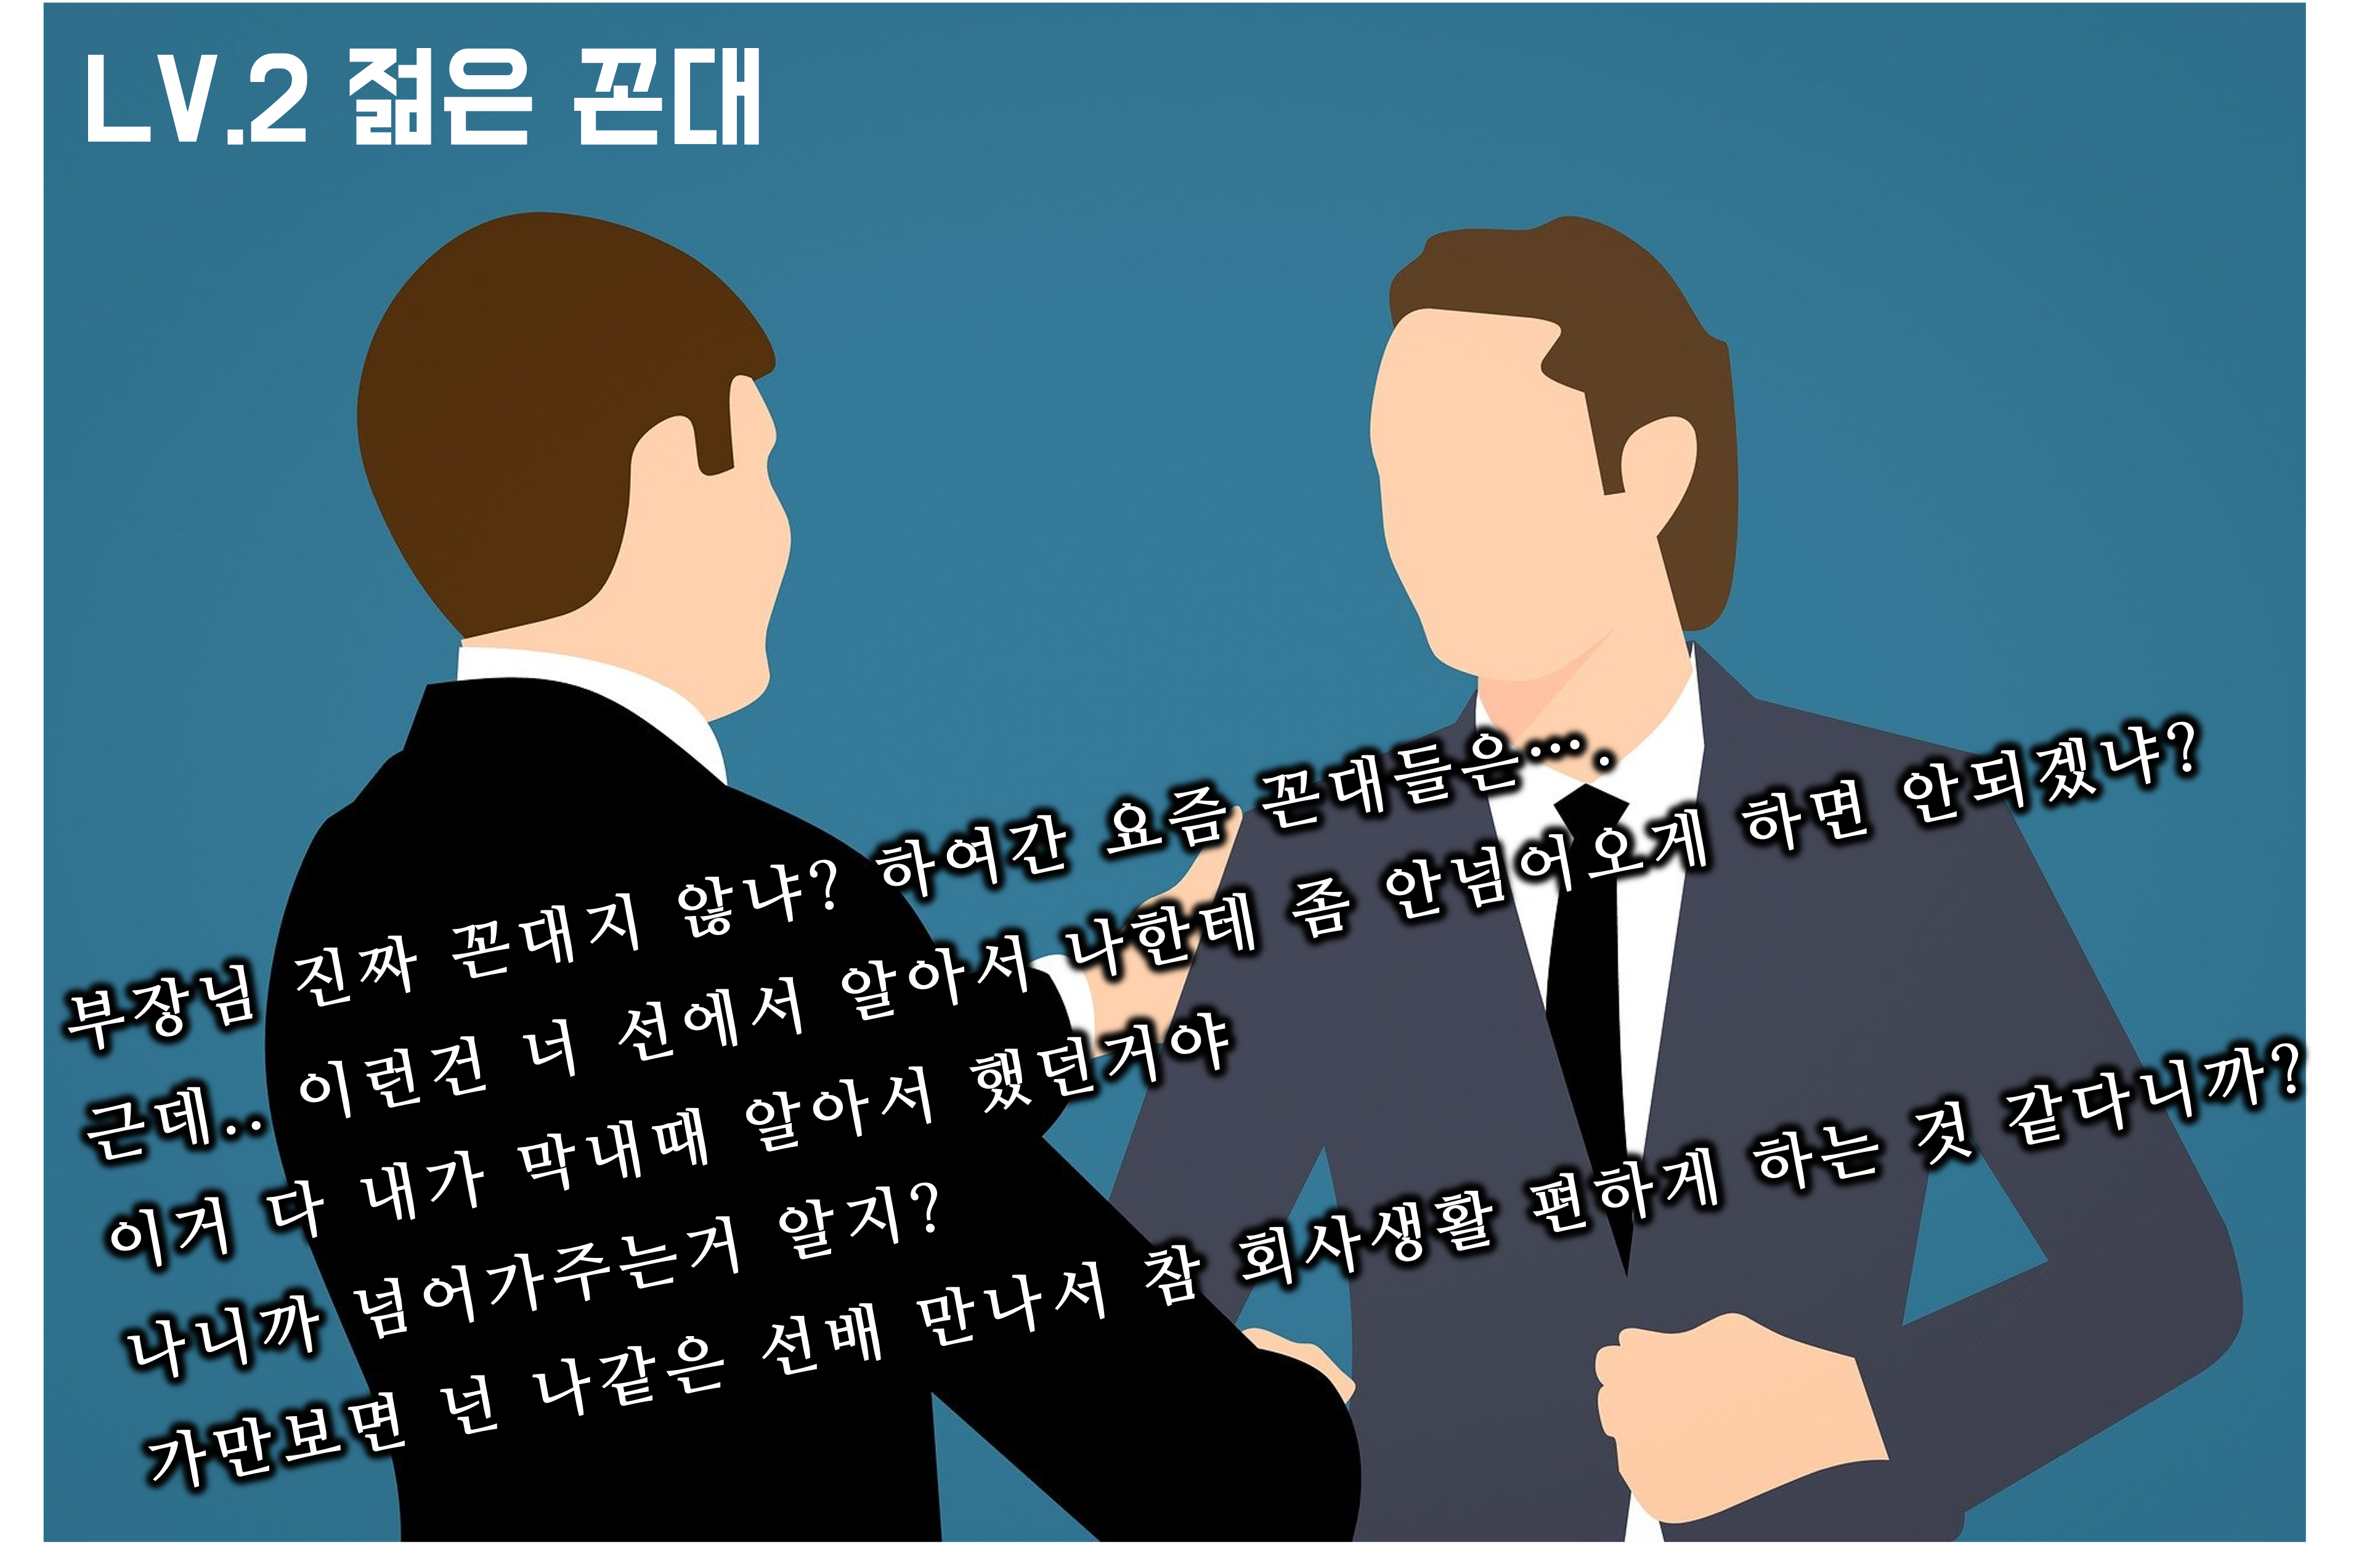 LV.2 젊은 꼰대
부장님 진짜 꼰대지 않냐? 하여간 요즘 꼰대들은….
근데.. 이런건 너 선에서 알아서 나한테 좀 안넘어오게 하면 안되겠냐?
이거 다 내가 막내때 알아서 했던거야
나니까 넘어가주는거 알지?
가만보면 넌 나같은 선배 만나서 참 회사생활 편하게 하는 것 같다니까?